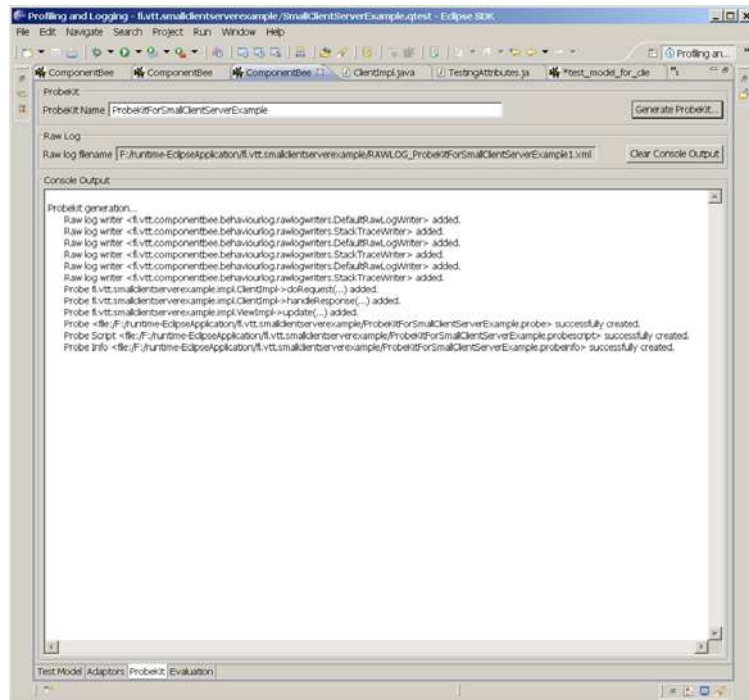 Profiling and Logging - fi.vtt.smallclientserverexample/SmallClientServerExample.qtest - Eclipse SDK
File Edit Navigate Search Project Run Window Help
Profiling an...
ComponentBee ComponentBee ComponentBee ClientImpl.java TestingAttributes.ja *test_model_for_clie
ProbeKit
ProbeKit Name ProbeKitForSmallClientServerExample Generate ProbeKit...
Raw Log
Raw log filename F:/runtime-EclipseApplication/fi.vtt.smallclientserverexample/RAWLOG_ProbeKitForSmallClientServerExample1.xml Clear Console Output
Console Output
Probekit generation...
Raw log writer <fi.vtt.componentbee.behaviourlog.rawlogwriters.DefaultRawLogWriter> added.
Raw log writer <fi.vtt.componentbee.behaviourlog.rawlogwriters.StackTraceWriter> added.
Raw log writer <fi.vtt.componentbee.behaviourlog.rawlogwriters.DefaultRawLogWriter> added.
Raw log writer <fi.vtt.componentbee.behaviourlog.rawlogwriters.StackTraceWriter> added.
Raw log writer <fi.vtt.componentbee.behaviourlog.rawlogwriters.DefaultRawLogWriter> added.
Raw log writer <fi.vtt.componentbee.behaviourlog.rawlogwriters.StackTraceWriter> added.
Probe fi.vtt.smallclientserverexample.impl.ClientImpl->doRequest(...) added.
Probe fi.vtt.smallclientserverexample.impl.ClientImpl->handleResponse(...) added.
Probe fi.vtt.smallclientserverexample.impl.ViewImpl->update(...) added.
Probe <file:/F:/runtime-EclipseApplication/fi.vtt.smallclientserverexample/ProbeKitForSmallClientServerExample.probe> successfully created.
Probe Script <file:/F:/runtime-EclipseApplication/fi.vtt.smallclientserverexample/ProbeKitForSmallClientServerExample.probescript> successfully created.
Probe Info <file:/F:/runtime-EclipseApplication/fi.vtt.smallclientserverexample/ProbeKitForSmallClientServerExample.probeinfo> successfully created.
Test Model Adaptors ProbeKit Evaluation